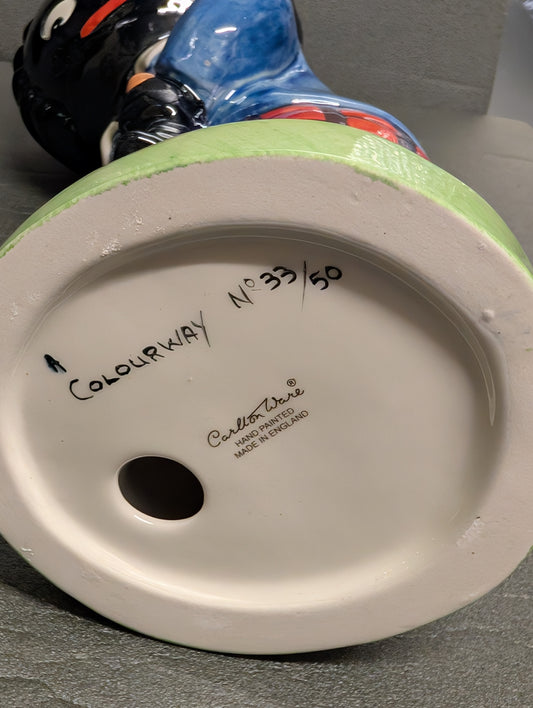 A
COLOURWAY Nº 33/50
Carlton Ware®
HAND PAINTED
MADE IN ENGLAND